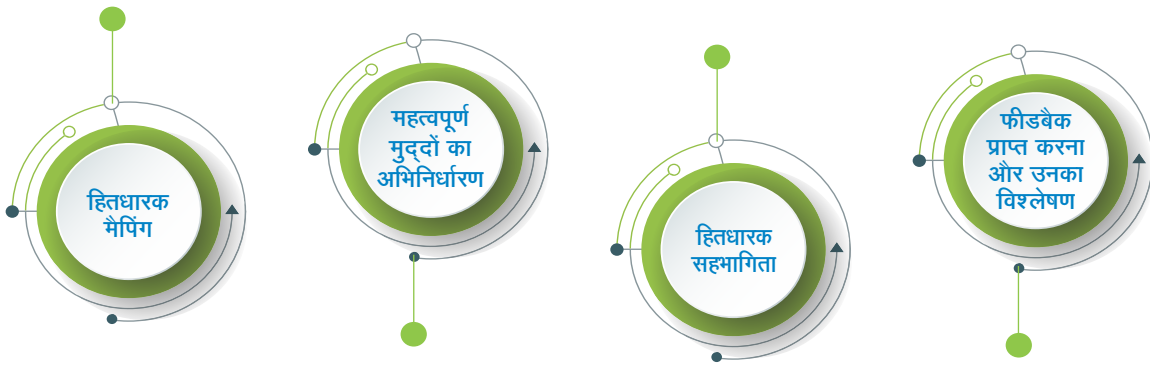 हितधारक
मैपिंग
महत्वपूर्ण
मुद्दों का
अभिनिर्धारण
हितधारक
सहभागिता
फीडबैक
प्राप्त करना
और उनका
विश्लेषण